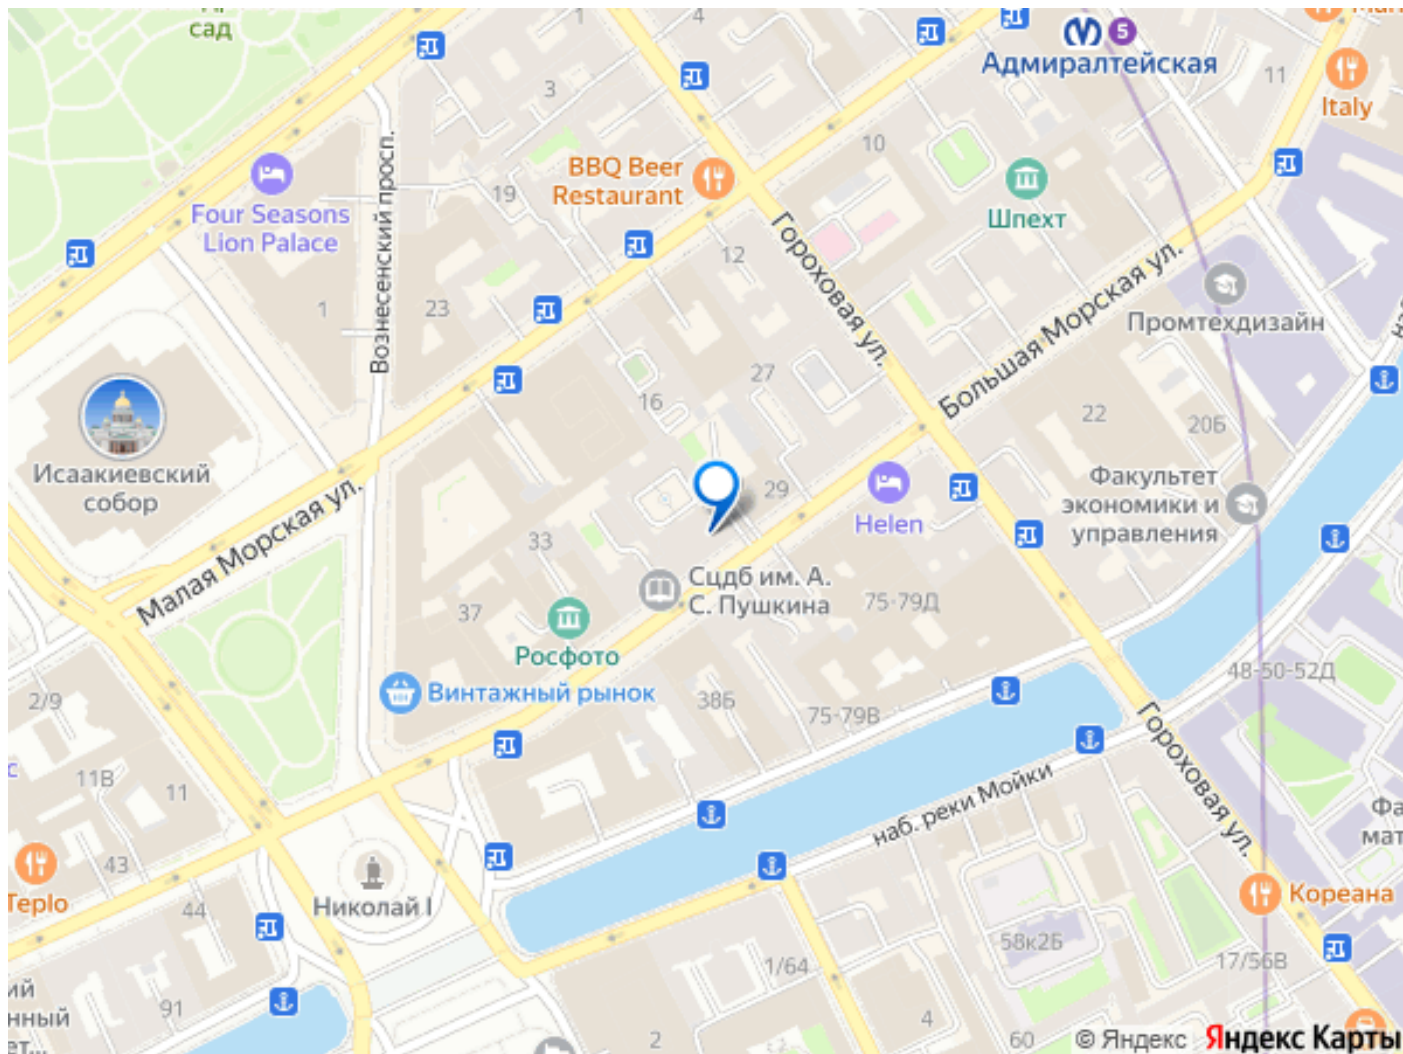 сад
1
4
5
Адмиралтейская
11
Italy
3
10
BBQ Beer
Restaurant
19
Four Seasons
Lion Palace
Шпехт
Вознесенский просп.
12
Гороховая ул.
1
23
Большая Морская ул.
Промтехдизайн
27
16
22
20Б
Исаакиевский
собор
29
Helen
Факультет
экономики и
управления
Малая Морская ул.
33
Сцдб им. А.
С. Пушкина
75-79Д
37
Росфото
Винтажный рынок
38Б
75-79В
48-50-52Д
2/9
11В
11
Гороховая ул.
наб. реки Мойки
43
Teplo
44
Николай I
Кореана
58к2Б
1/64
17/56В
91
нный
2
4
60
© Яндекс
Яндекс Карты